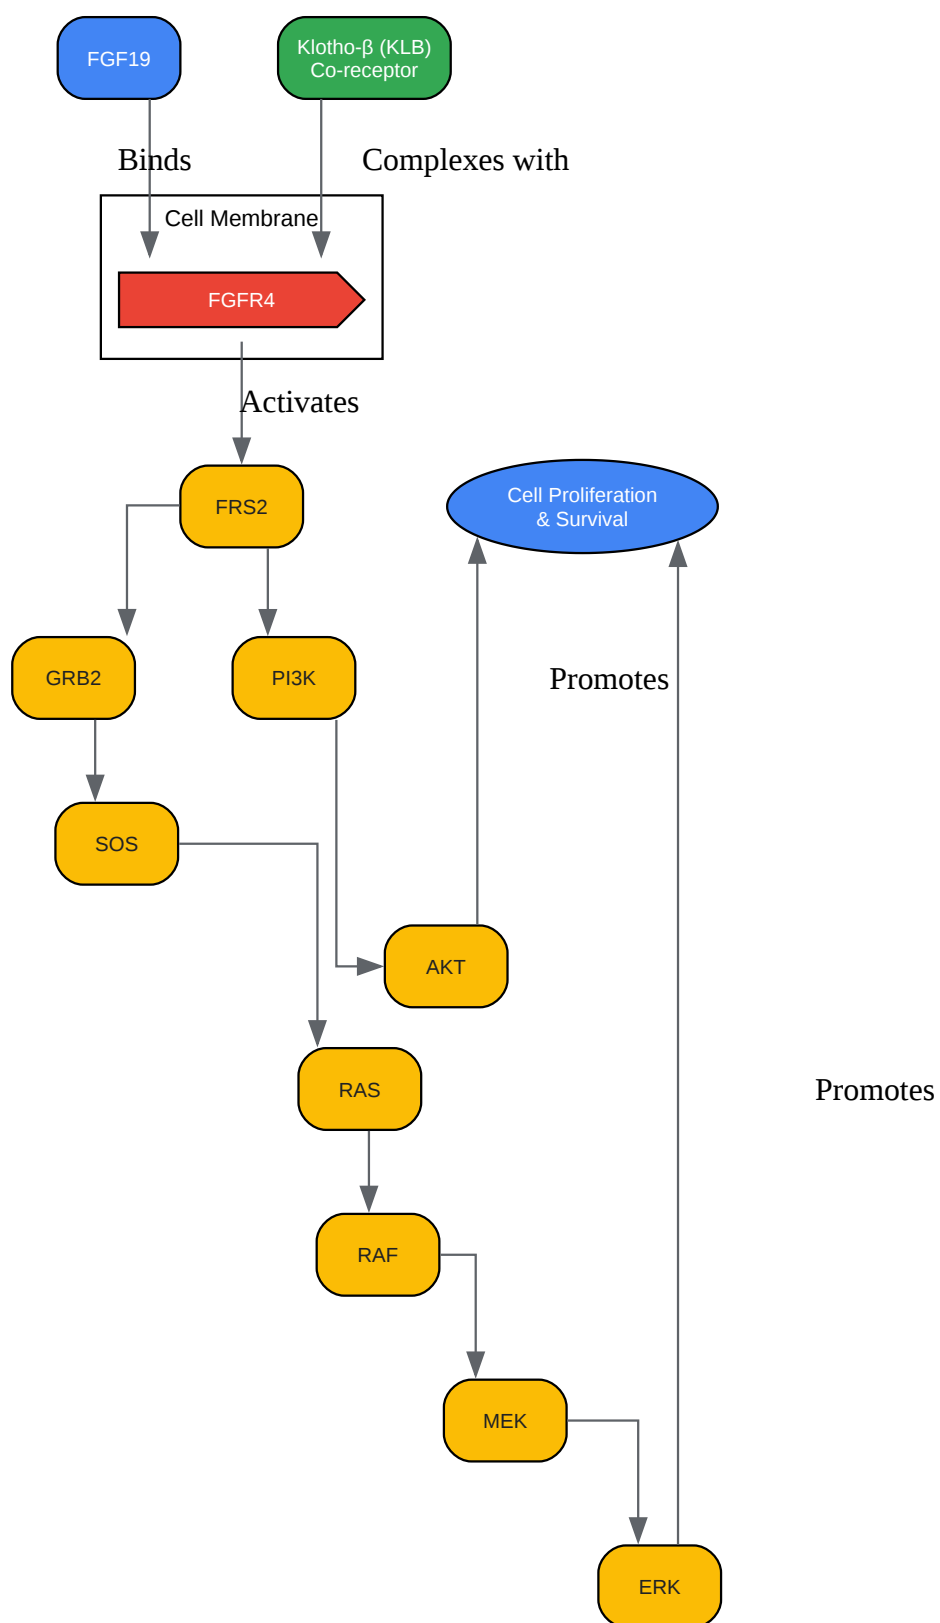 FGF19
Klotho-β (KLB)
Co-receptor
Binds
Complexes with
Cell Membrane
FGFR4
Activates
FRS2
Cell Proliferation
& Survival
GRB2
PI3K
Promotes
SOS
AKT
RAS
Promotes
RAF
MEK
ERK